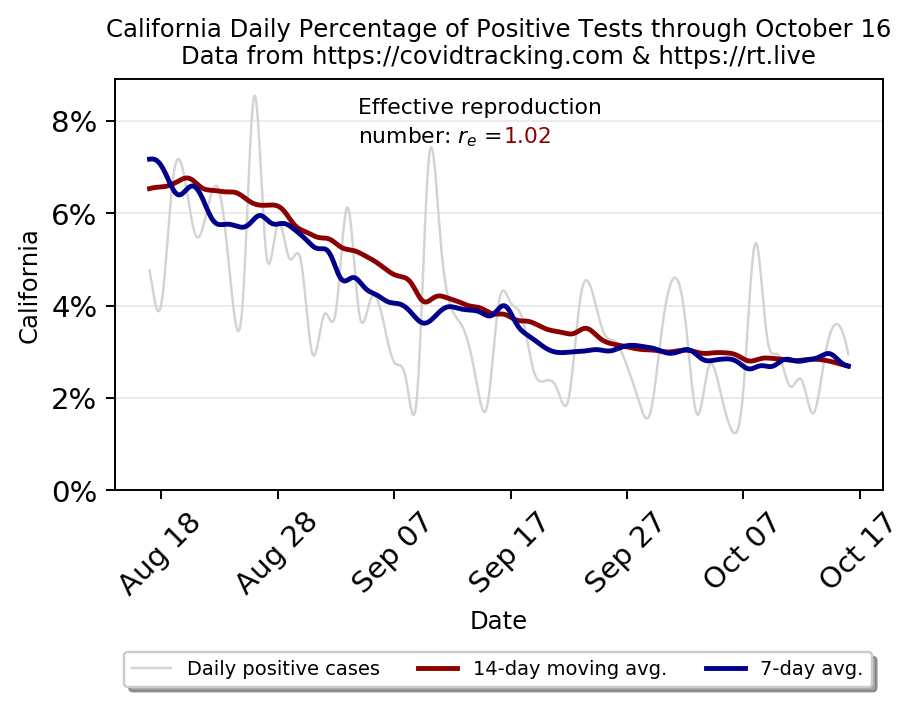 California Daily Percentage of Positive Tests through October 16
Data from https://covidtracking.com & https://rt.live
Effective reproduction
number: rₑ =1.02
California
8%
6%
4%
2%
0%
Aug 18
Aug 28
Sep 07
Sep 17
Sep 27
Oct 07
Oct 17
Date
Daily positive cases
14-day moving avg.
7-day avg.